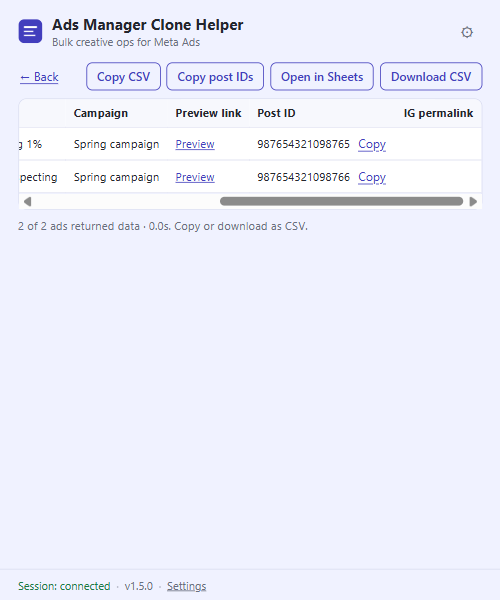 Ads Manager Clone Helper
Bulk creative ops for Meta Ads
← Back Copy CSV Copy post IDs Open in Sheets Download CSV
Campaign Preview link Post ID IG permalink
g 1% Spring campaign Preview 987654321098765 Copy
pecting Spring campaign Preview 987654321098766 Copy
2 of 2 ads returned data · 0.0s. Copy or download as CSV.
Session: connected · v1.5.0 · Settings